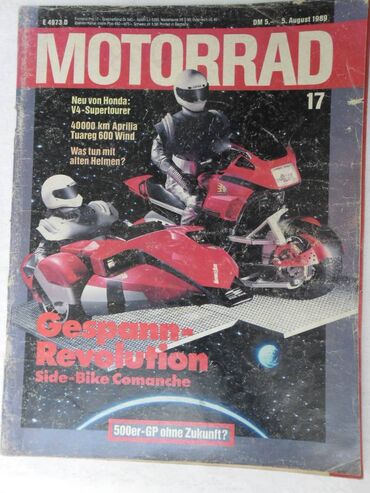 E 4973 D
DM 5,— 5. August 1989
MOTORRAD
17
Neu von Honda:
V4-Supertourer
40000 km Aprilia
Tuareg 600 Wind
Was tun mit
alten Helmen?
Gespann-
Revolution
Side-Bike Comanche
500er-GP ohne Zukunft?